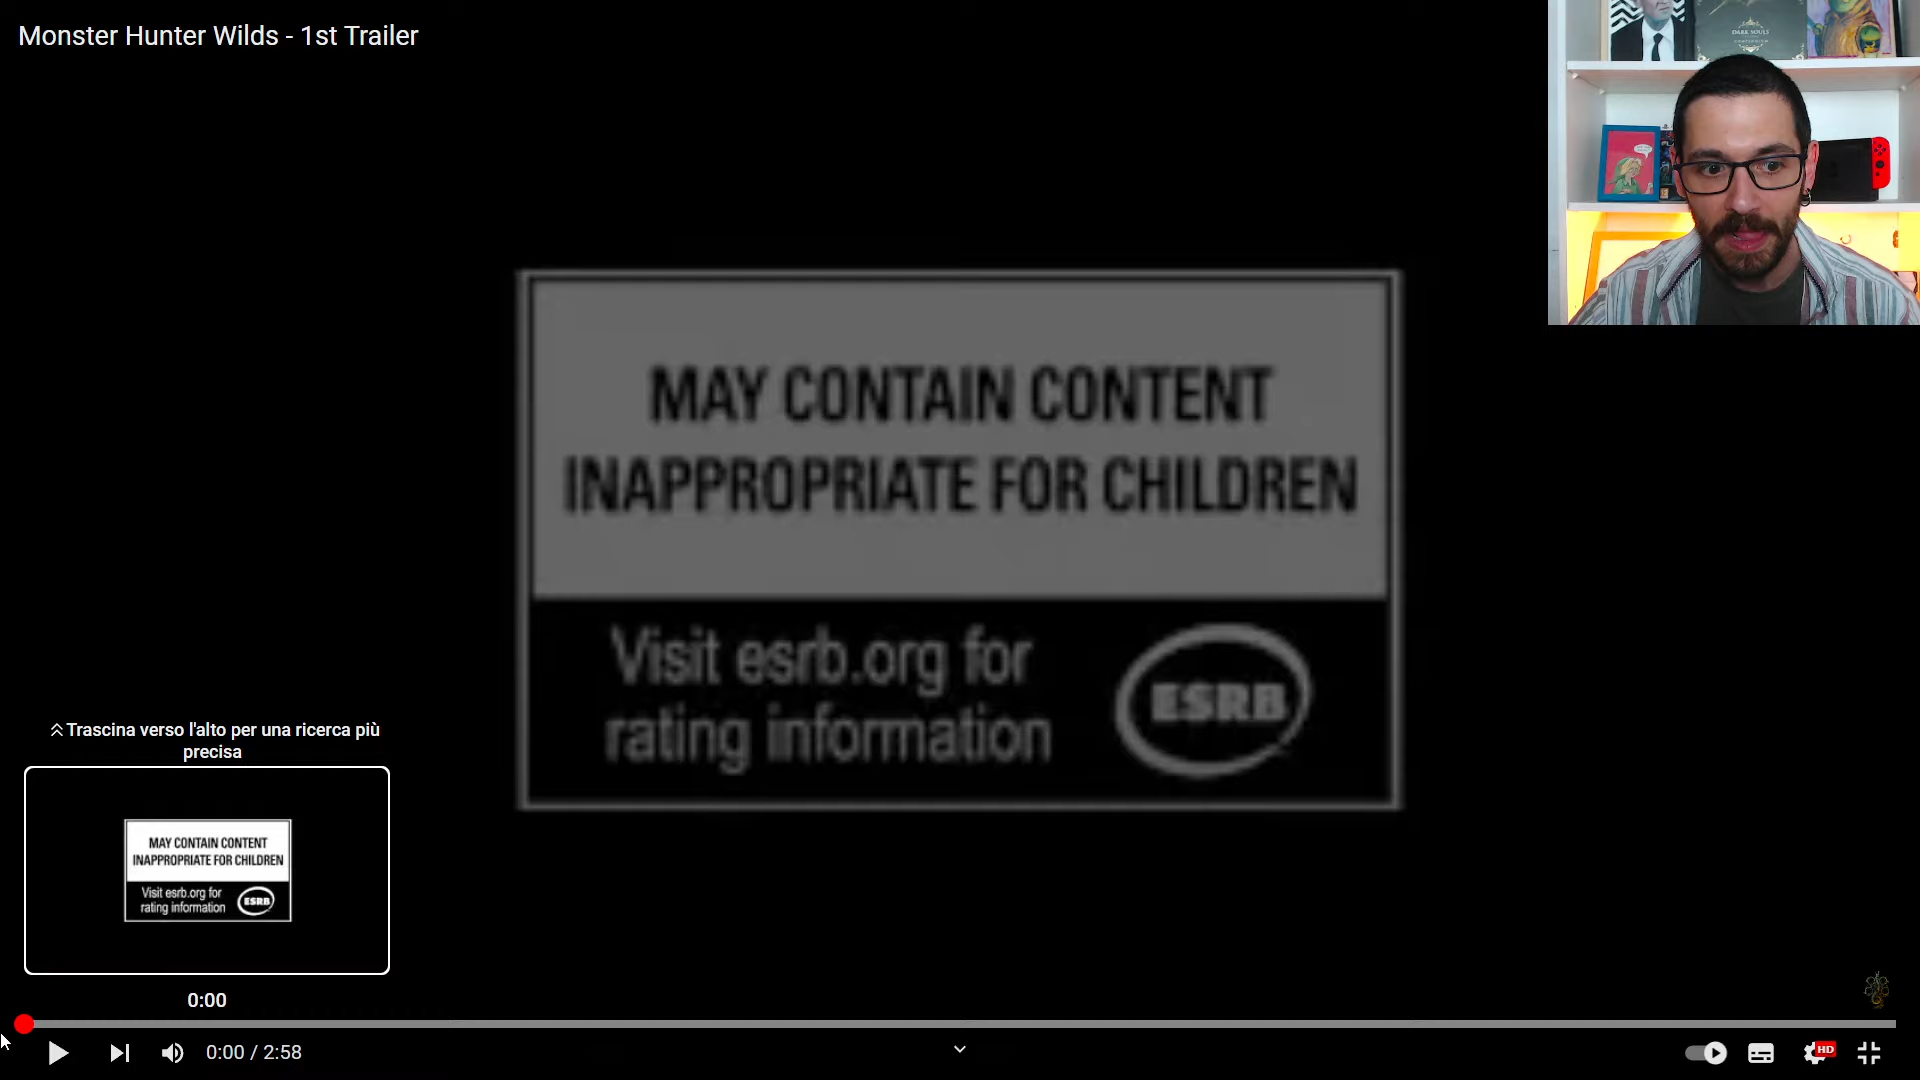 Monster Hunter Wilds - 1st Trailer
DARK SOULS
MAY CONTAIN CONTENT
INAPPROPRIATE FOR CHILDREN
Visit esrb.org for
rating information
ESRB
Trascina verso l'alto per una ricerca più
precisa
MAY CONTAIN CONTENT
INAPPROPRIATE FOR CHILDREN
Visit esrb.org for
rating information
ESRB
0:00
0:00 / 2:58
HD